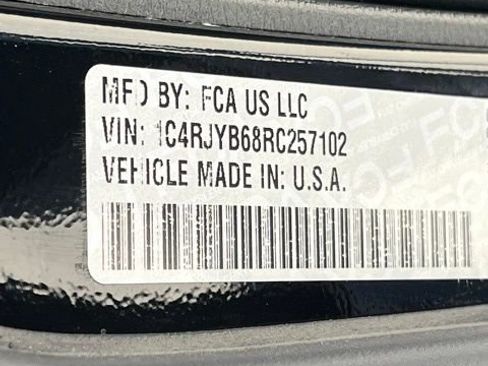 MFD BY: FCA US LLC
VIN: 1C4RJYB68RC257102
VEHICLE MADE IN: U.S.A.